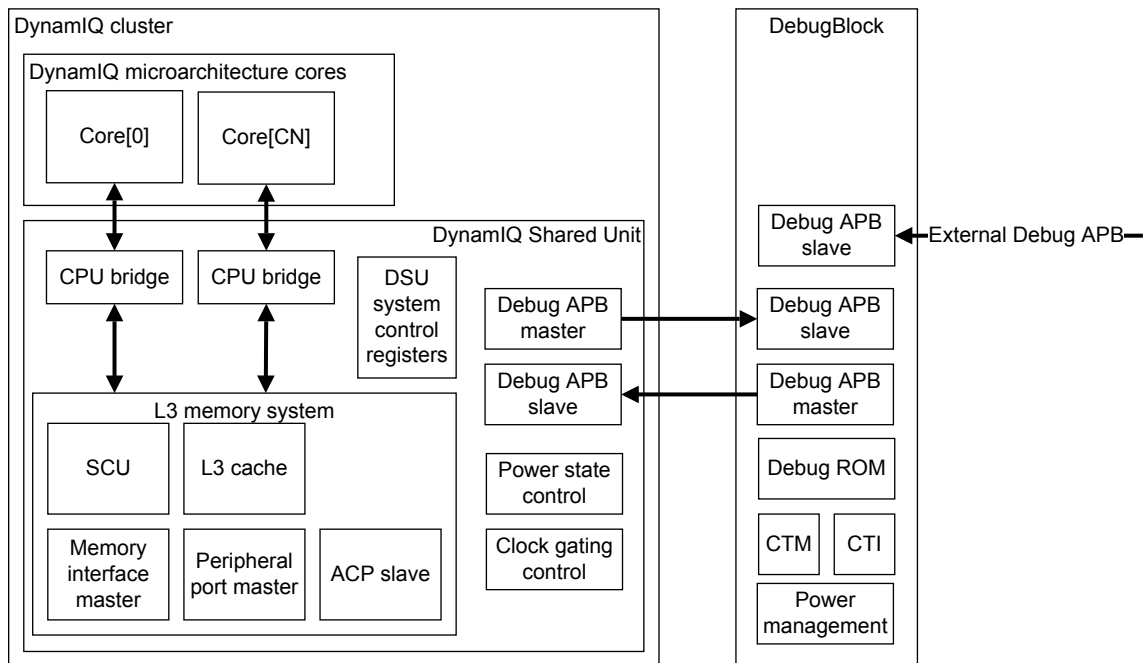 DynamIQ cluster
DynamIQ microarchitecture cores
Core[0]
Core[CN]
DynamIQ Shared Unit
CPU bridge
CPU bridge
DSU
system
control
registers
Debug APB
master
Debug APB
slave
L3 memory system
SCU
L3 cache
Power state
control
Memory
interface
master
Peripheral
port master
ACP slave
Clock gating
control
DebugBlock
Debug APB
slave
External Debug APB
Debug APB
slave
Debug APB
master
Debug ROM
CTM
CTI
Power
management